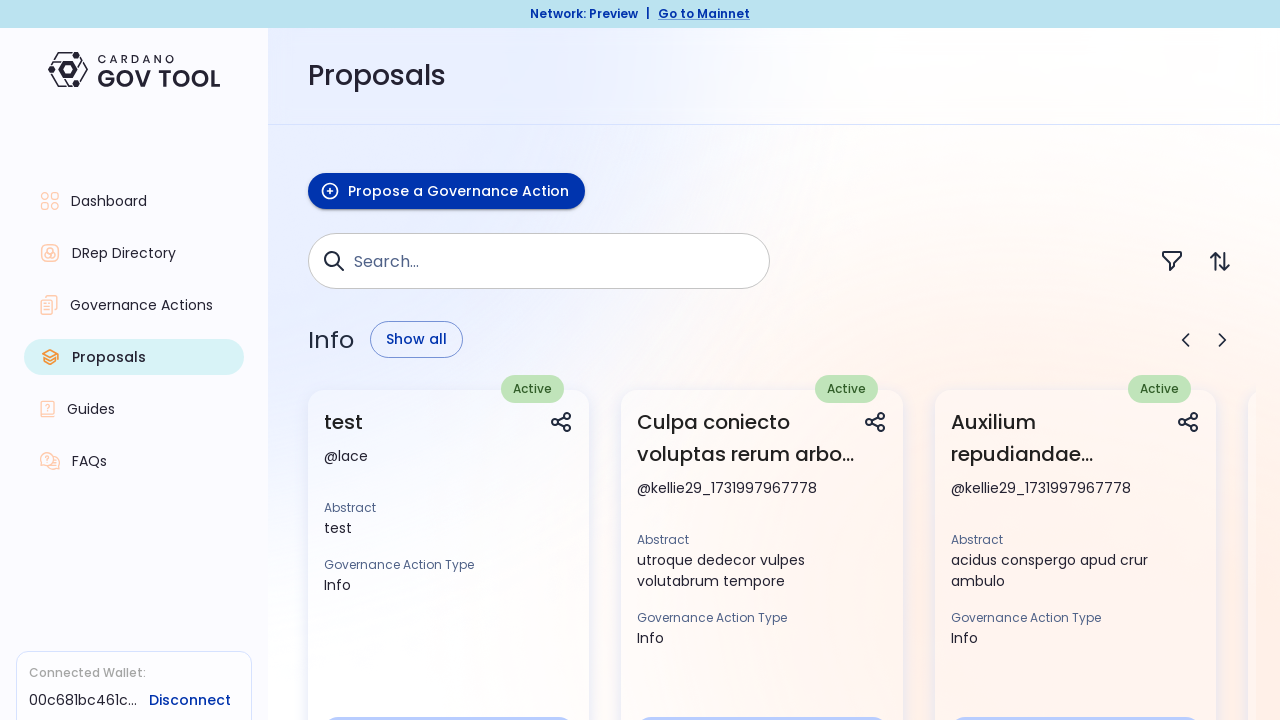 Network: Preview | Go to Mainnet
CARDANO
GOV TOOL
Dashboard
DRep Directory
Governance Actions
Proposals
Guides
FAQs
Connected Wallet:
00c681bc461c... Disconnect
Proposals
Propose a Governance Action
Search...
Info Show all
Active
test
@lace
Abstract
test
Governance Action Type
Info
Active
Culpa coniecto
voluptas rerum arbo...
@kellie29_1731997967778
Abstract
utroque dedecor vulpes
volutabrum tempore
Governance Action Type
Info
Active
Auxilium
repudiandae...
@kellie29_1731997967778
Abstract
acidus conspergo apud crur
ambulo
Governance Action Type
Info